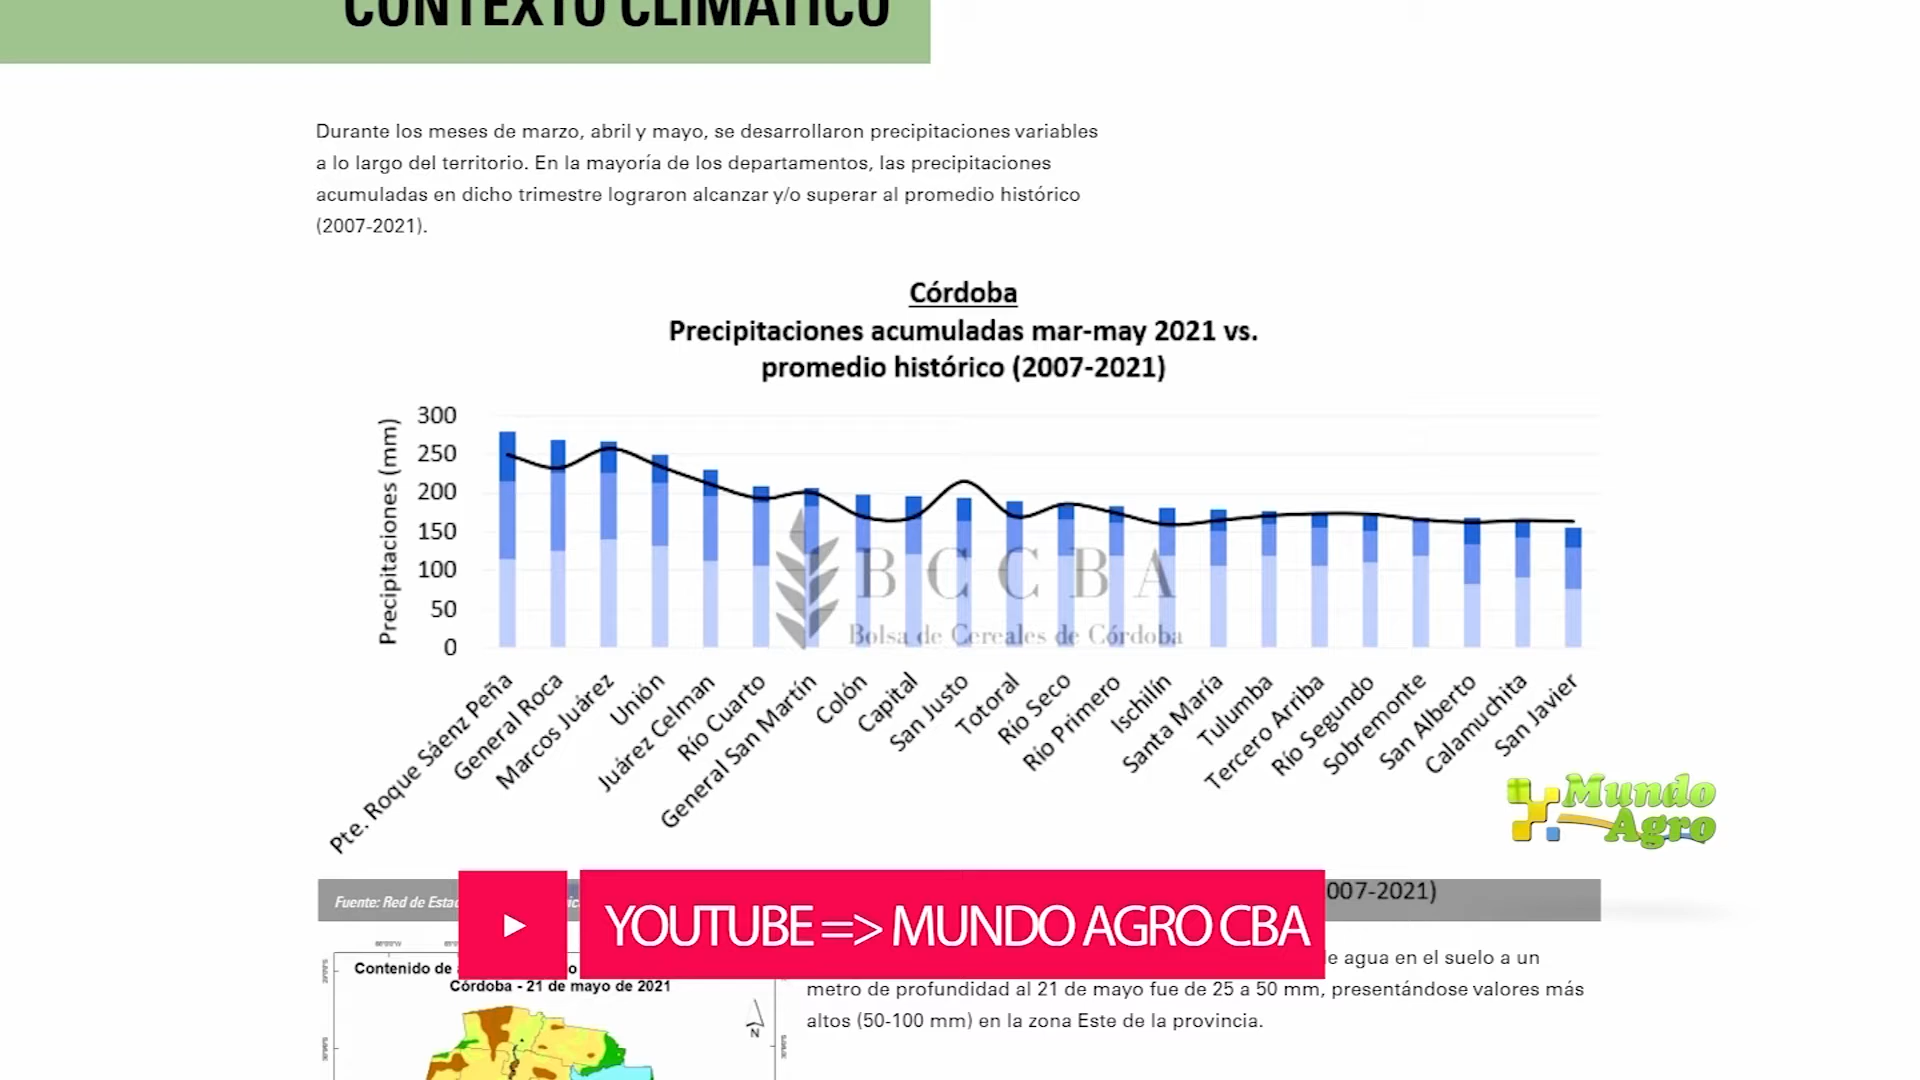 CONTEXTO CLIMÁTICO
Durante los meses de marzo, abril y mayo, se desarrollaron precipitaciones variables
a lo largo del territorio. En la mayoría de los departamentos, las precipitaciones
acumuladas en dicho trimestre lograron alcanzar y/o superar al promedio histórico
(2007-2021).
Córdoba
Precipitaciones acumuladas mar-may 2021 vs.
promedio histórico (2007-2021)
Precipitaciones (mm)
300
250
200
150
100
50
0
BCCBA
Bolsa de Cereales de Córdoba
Pte. Roque Sáenz Peña
General Roca
Marcos Juárez
Unión
Juárez Celman
Río Cuarto
General San Martín
Colón
Capital
San Justo
Totoral
Río Seco
Río Primero
Ischilín
Santa María
Tulumba
Tercero Arriba
Río Segundo
Sobremonte
San Alberto
Calamuchita
San Javier
Mundo
Agro
Fuente: Red de
007-2021)
YOUTUBE => MUNDO AGRO CBA
Contenido de
Córdoba - 21 de mayo de 2021
N
agua en el suelo a un
metro de profundidad al 21 de mayo fue de 25 a 50 mm, presentándose valores más
altos (50-100 mm) en la zona Este de la provincia.